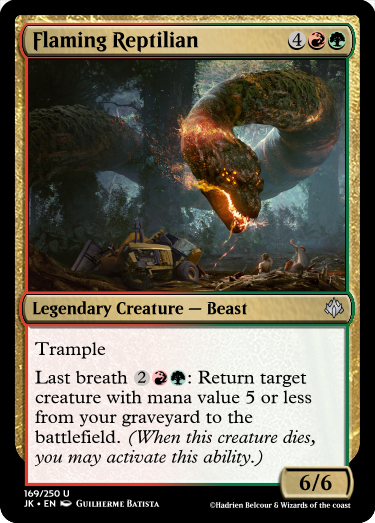 Flaming Reptilian 4
Legendary Creature — Beast
Trample
Last breath 2: Return target
creature with mana value 5 or less
from your graveyard to the
battlefield. (When this creature dies,
you may activate this ability.)
6/6
169/250 U
JK • EN Guilherme Batista
©Hadrien Belcour & Wizards of the coast